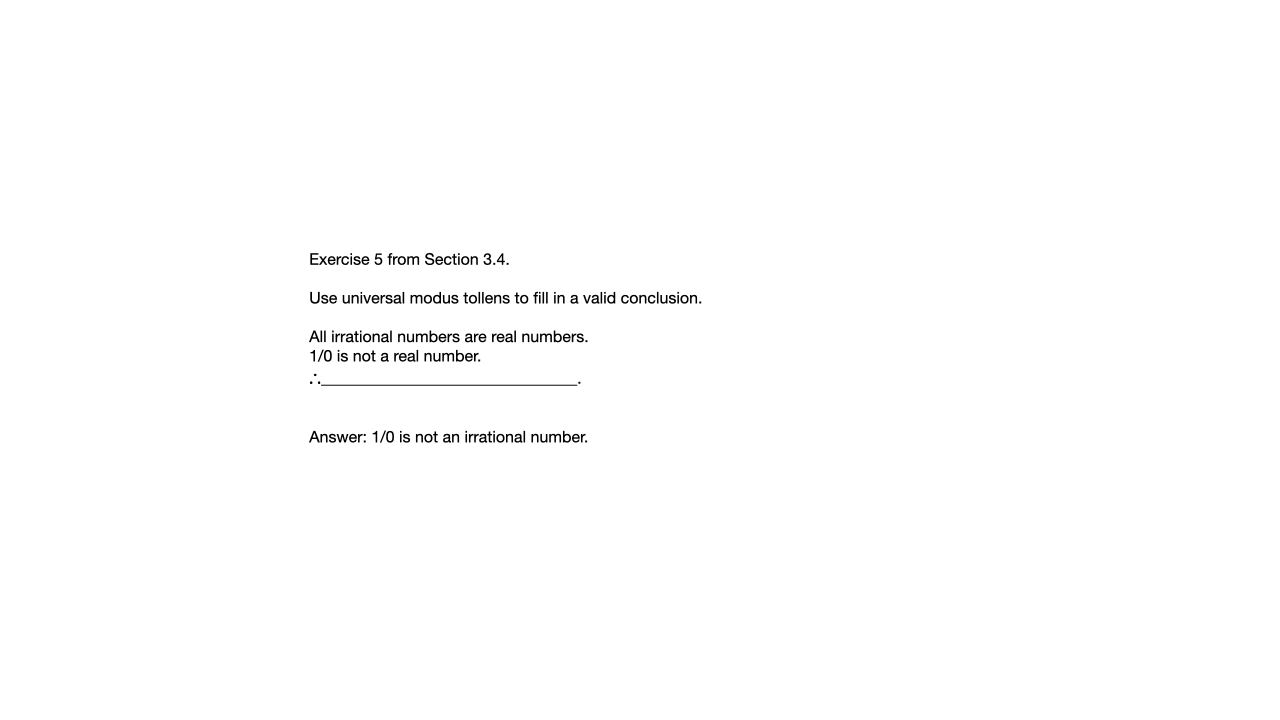 Exercise 5 from Section 3.4.
Use universal modus tollens to fill in a valid conclusion.
All irrational numbers are real numbers.
1/0 is not a real number.
∴______________________________.
Answer: 1/0 is not an irrational number.